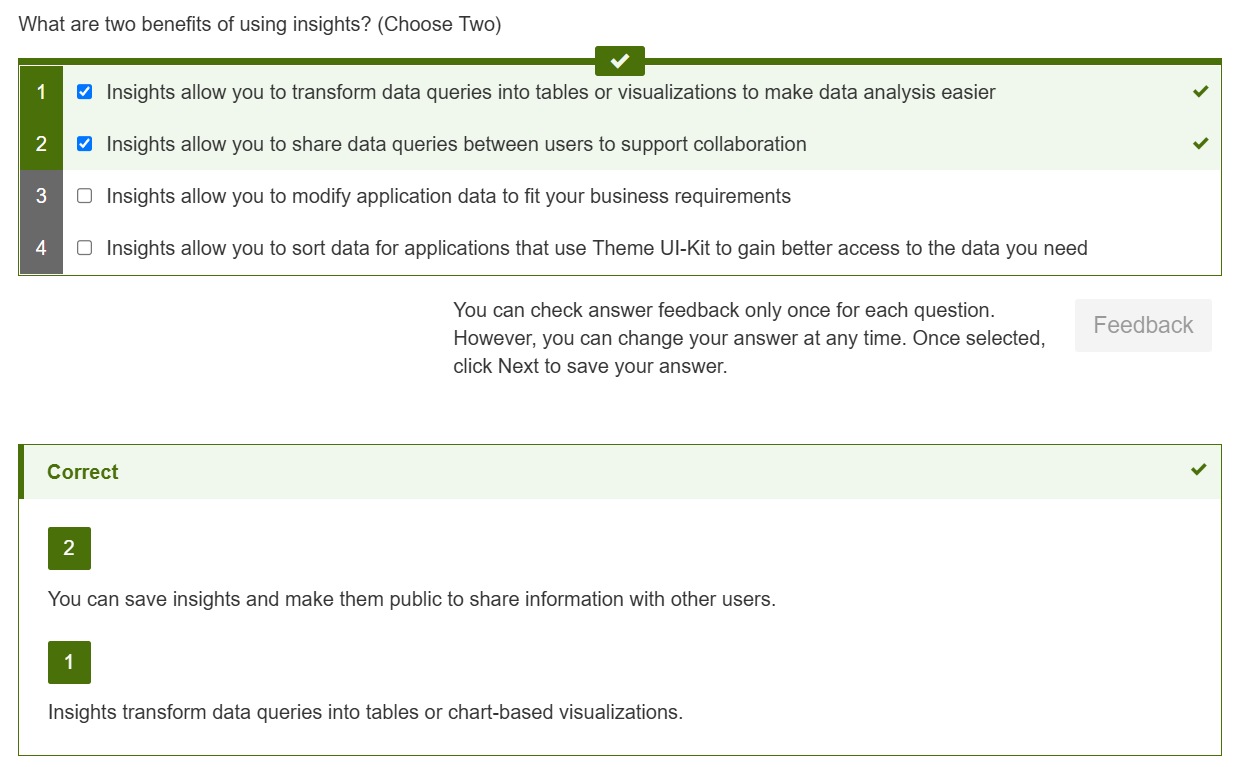 What are two benefits of using insights? (Choose Two)
1 Insights allow you to transform data queries into tables or visualizations to make data analysis easier
2 Insights allow you to share data queries between users to support collaboration
3 Insights allow you to modify application data to fit your business requirements
4 Insights allow you to sort data for applications that use Theme UI-Kit to gain better access to the data you need
You can check answer feedback only once for each question.
However, you can change your answer at any time. Once selected,
click Next to save your answer.
Feedback
Correct
2
You can save insights and make them public to share information with other users.
1
Insights transform data queries into tables or chart-based visualizations.